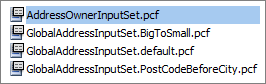 AddressOwnerInputSet.pcf
GlobalAddressInputSet.BigToSmall.pcf
GlobalAddressInputSet.default.pcf
GlobalAddressInputSet.PostCodeBeforeCity.pcf